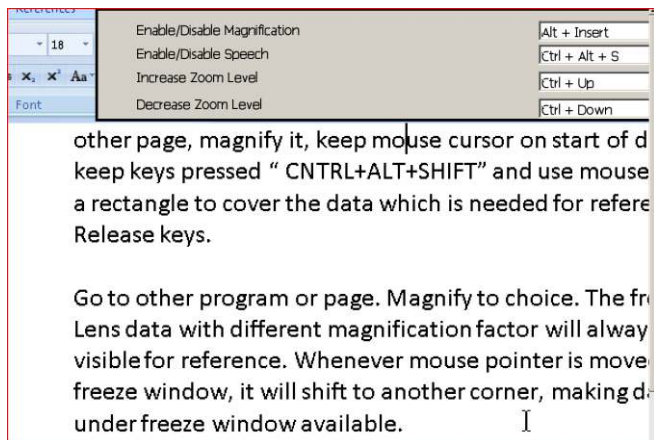 References
Enable/Disable Magnification Alt + Insert
18 Enable/Disable Speech Ctrl + Alt + S
x₂ x² Aa Increase Zoom Level Ctrl + Up
Font Decrease Zoom Level Ctrl + Down
other page, magnify it, keep mouse cursor on start of d
keep keys pressed “ CNTRL+ALT+SHIFT” and use mouse
a rectangle to cover the data which is needed for refere
Release keys.
Go to other program or page. Magnify to choice. The fr
Lens data with different magnification factor will alway
visible for reference. Whenever mouse pointer is move
freeze window, it will shift to another corner, making d
under freeze window available.